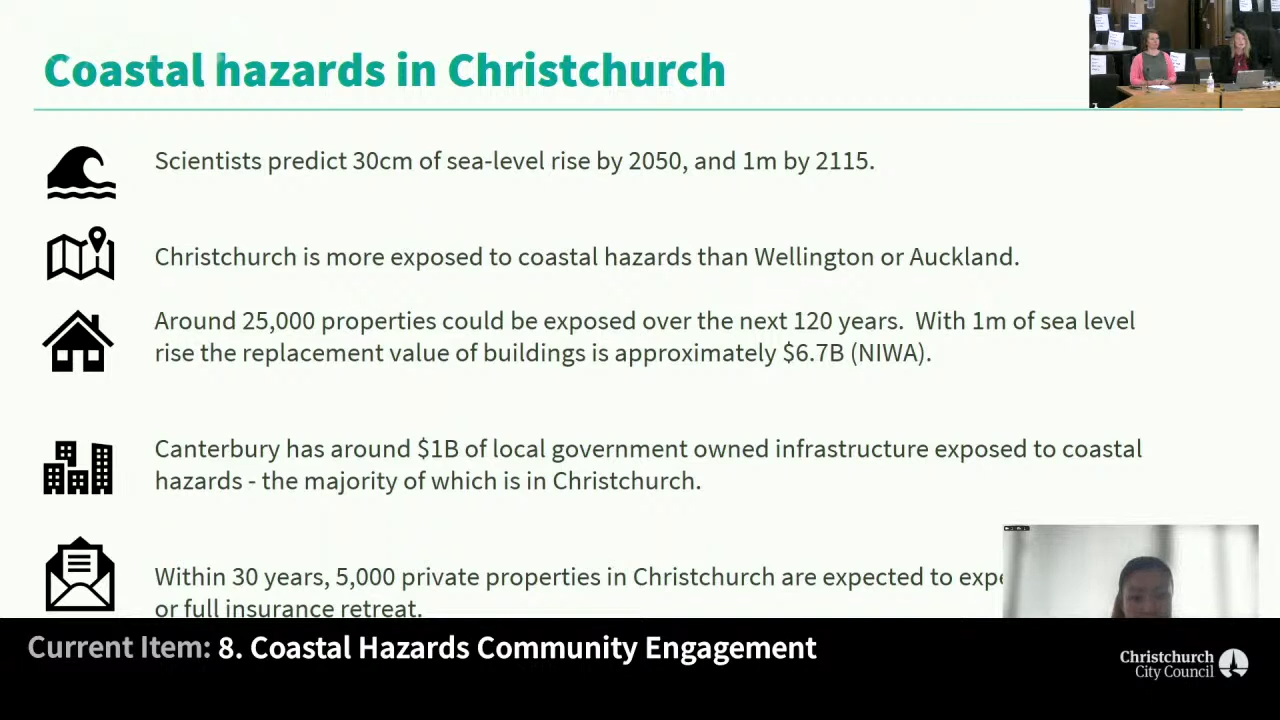 Coastal hazards in Christchurch
Scientists predict 30cm of sea-level rise by 2050, and 1m by 2115.
Christchurch is more exposed to coastal hazards than Wellington or Auckland.
Around 25,000 properties could be exposed over the next 120 years. With 1m of sea level
rise the replacement value of buildings is approximately $6.7B (NIWA).
Canterbury has around $1B of local government owned infrastructure exposed to coastal
hazards - the majority of which is in Christchurch.
Within 30 years, 5,000 private properties in Christchurch are expected to
or full insurance retreat.
Current Item: 8. Coastal Hazards Community Engagement
Christchurch
City Council